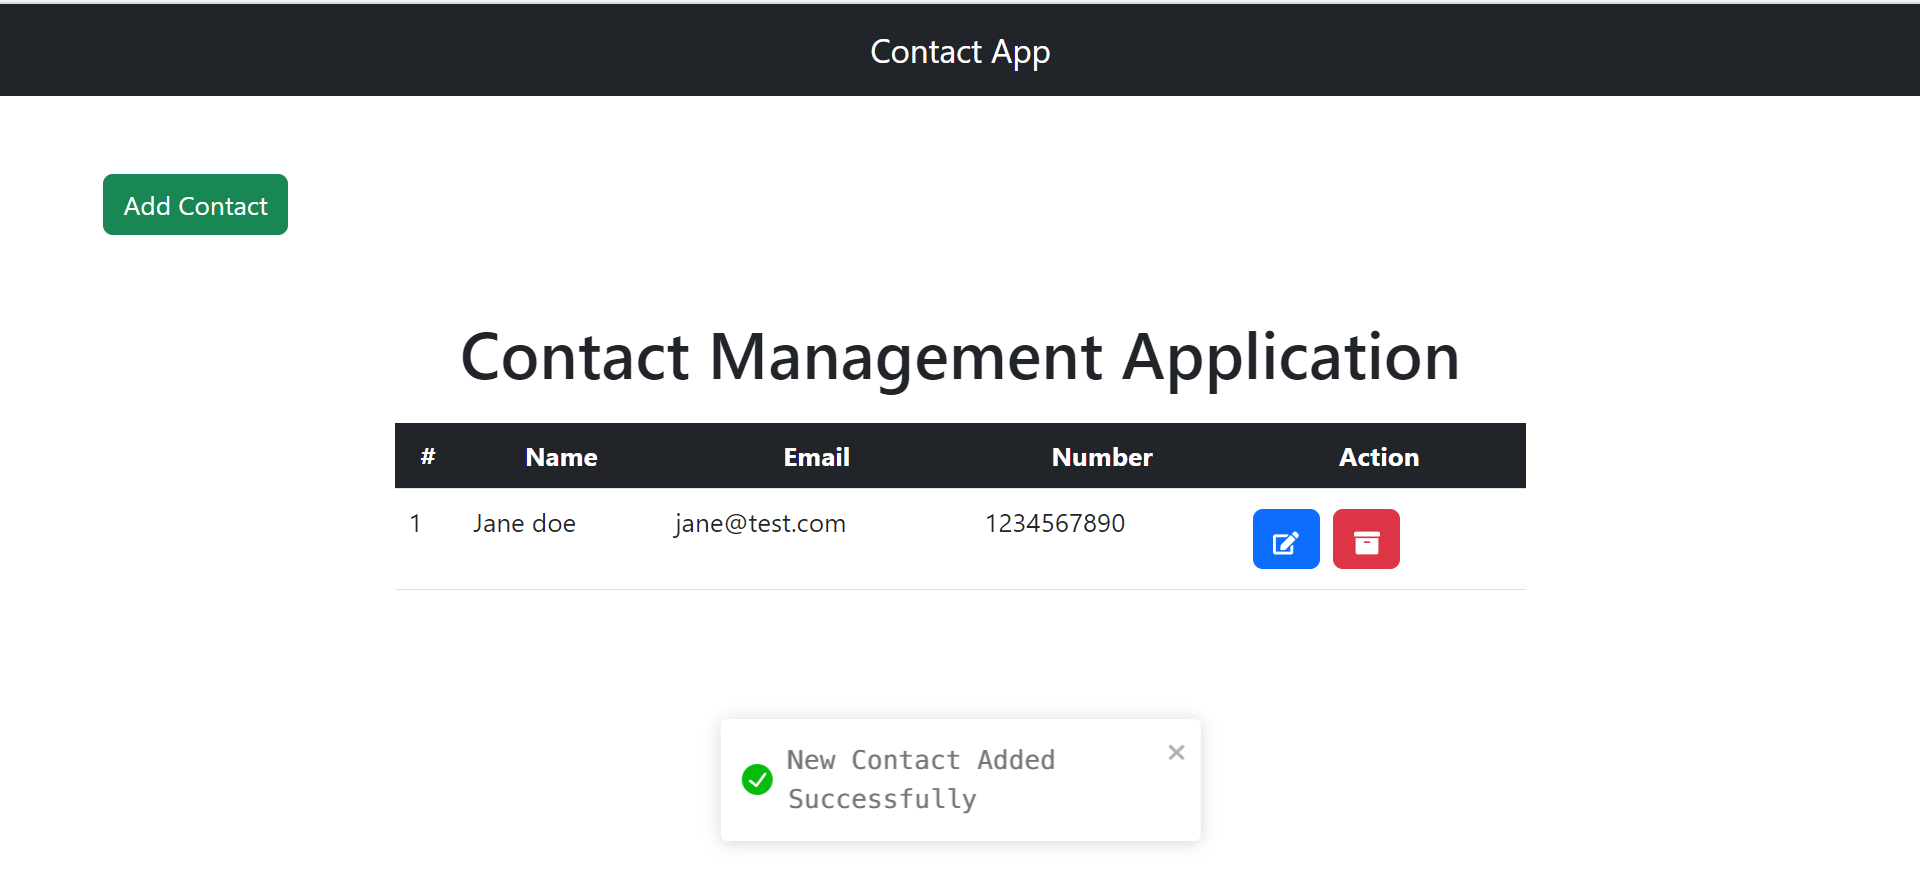 Contact App
Add Contact
Contact Management Application
# Name Email Number Action
1 Jane doe jane@test.com 1234567890
New Contact Added
Successfully